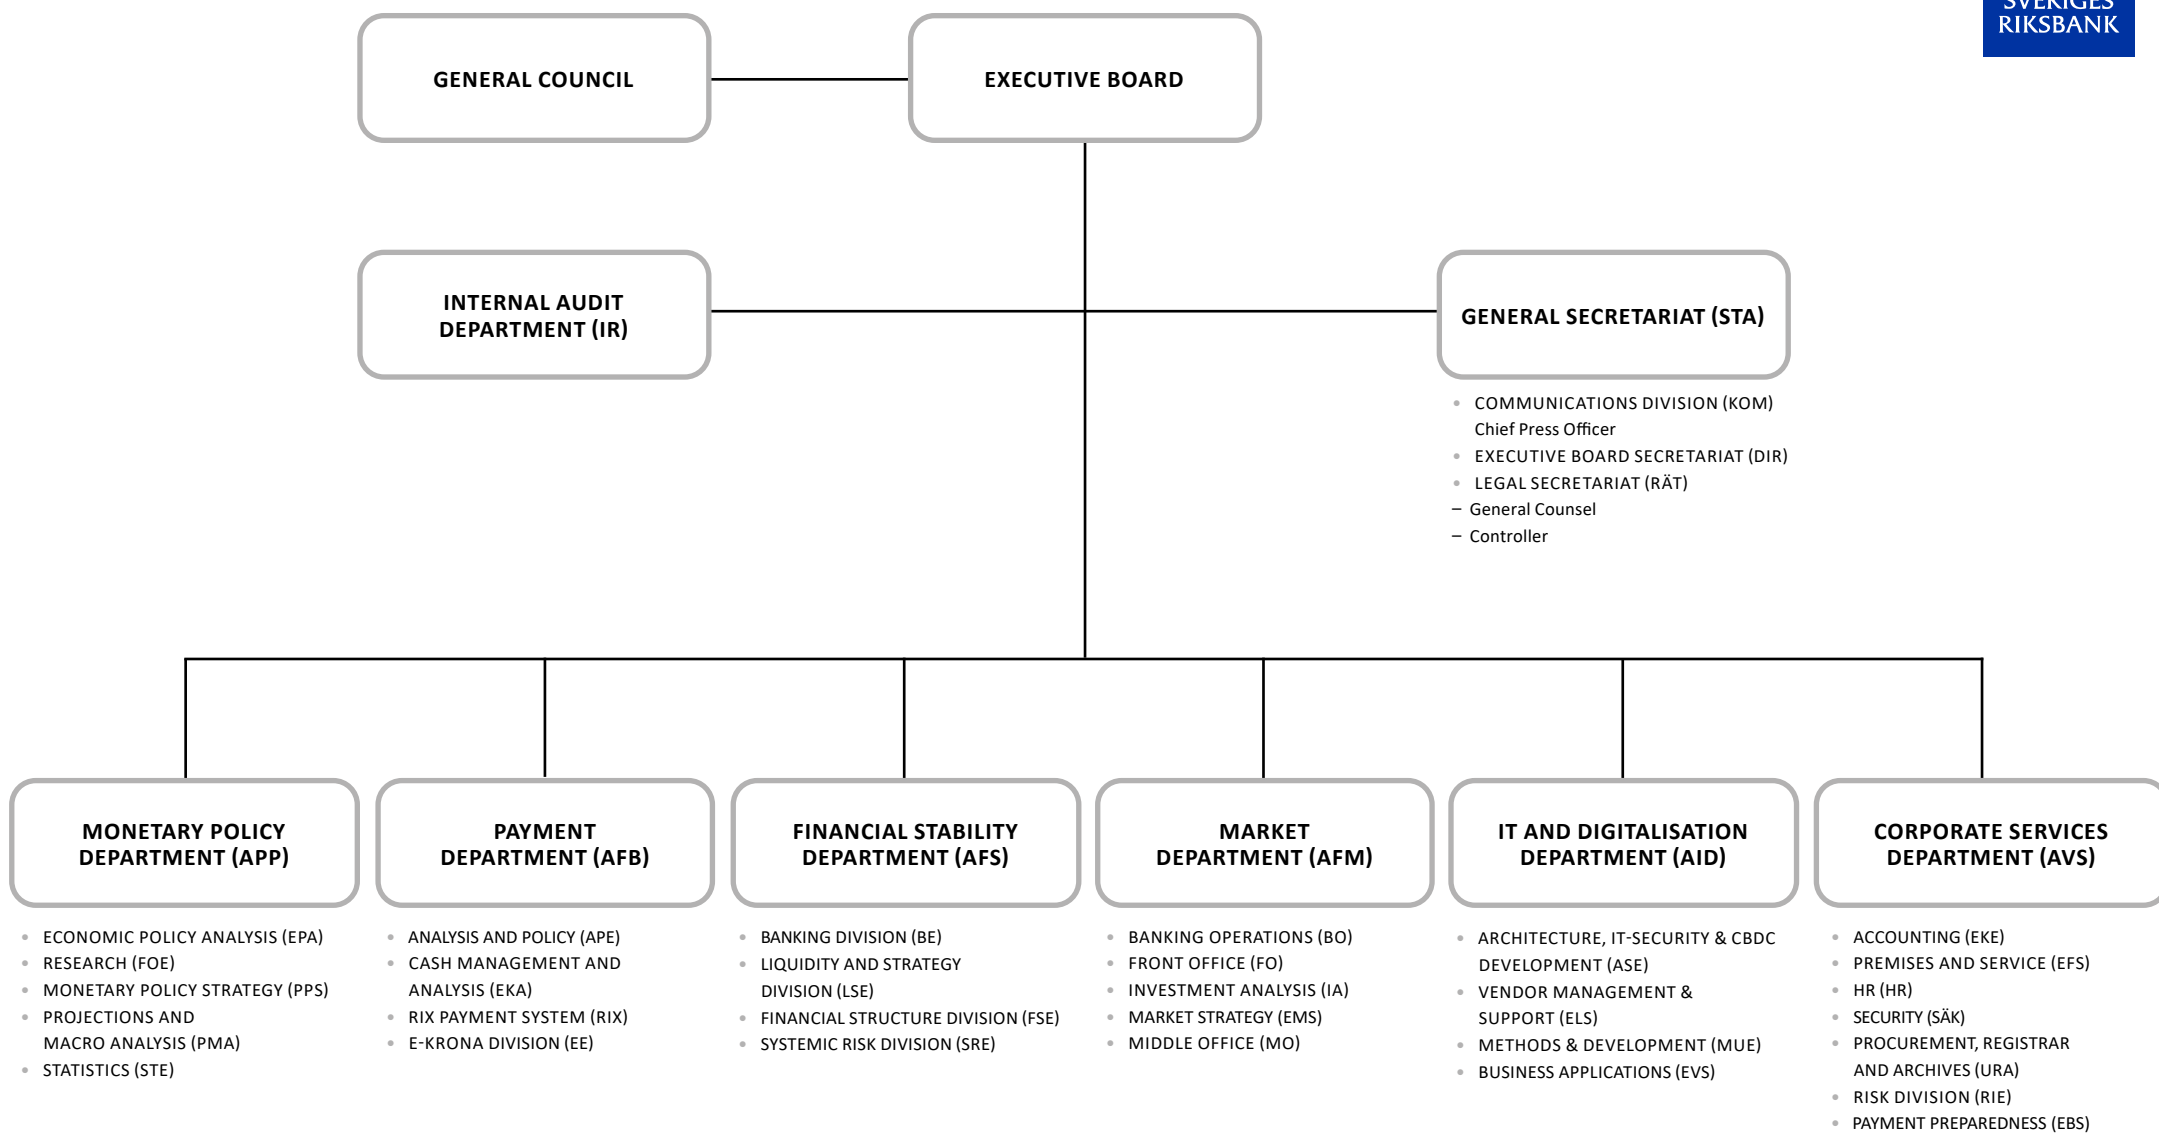 SVERIGES
RIKSBANK
GENERAL COUNCIL
EXECUTIVE BOARD
INTERNAL AUDIT
DEPARTMENT (IR)
GENERAL SECRETARIAT (STA)
• COMMUNICATIONS DIVISION (KOM)
Chief Press Officer
• EXECUTIVE BOARD SECRETARIAT (DIR)
• LEGAL SECRETARIAT (RÄT)
– General Counsel
– Controller
MONETARY POLICY
DEPARTMENT (APP)
• ECONOMIC POLICY ANALYSIS (EPA)
• RESEARCH (FOE)
• MONETARY POLICY STRATEGY (PPS)
• PROJECTIONS AND
MACRO ANALYSIS (PMA)
• STATISTICS (STE)
PAYMENT
DEPARTMENT (AFB)
• ANALYSIS AND POLICY (APE)
• CASH MANAGEMENT AND
ANALYSIS (EKA)
• RIX PAYMENT SYSTEM (RIX)
• E-KRONA DIVISION (EE)
FINANCIAL STABILITY
DEPARTMENT (AFS)
• BANKING DIVISION (BE)
• LIQUIDITY AND STRATEGY
DIVISION (LSE)
• FINANCIAL STRUCTURE DIVISION (FSE)
• SYSTEMIC RISK DIVISION (SRE)
MARKET
DEPARTMENT (AFM)
• BANKING OPERATIONS (BO)
• FRONT OFFICE (FO)
• INVESTMENT ANALYSIS (IA)
• MARKET STRATEGY (EMS)
• MIDDLE OFFICE (MO)
IT AND DIGITALISATION
DEPARTMENT (AID)
• ARCHITECTURE, IT-SECURITY & CBDC
DEVELOPMENT (ASE)
• VENDOR MANAGEMENT &
SUPPORT (ELS)
• METHODS & DEVELOPMENT (MUE)
• BUSINESS APPLICATIONS (EVS)
CORPORATE SERVICES
DEPARTMENT (AVS)
• ACCOUNTING (EKE)
• PREMISES AND SERVICE (EFS)
• HR (HR)
• SECURITY (SÄK)
• PROCUREMENT, REGISTRAR
AND ARCHIVES (URA)
• RISK DIVISION (RIE)
• PAYMENT PREPAREDNESS (EBS)